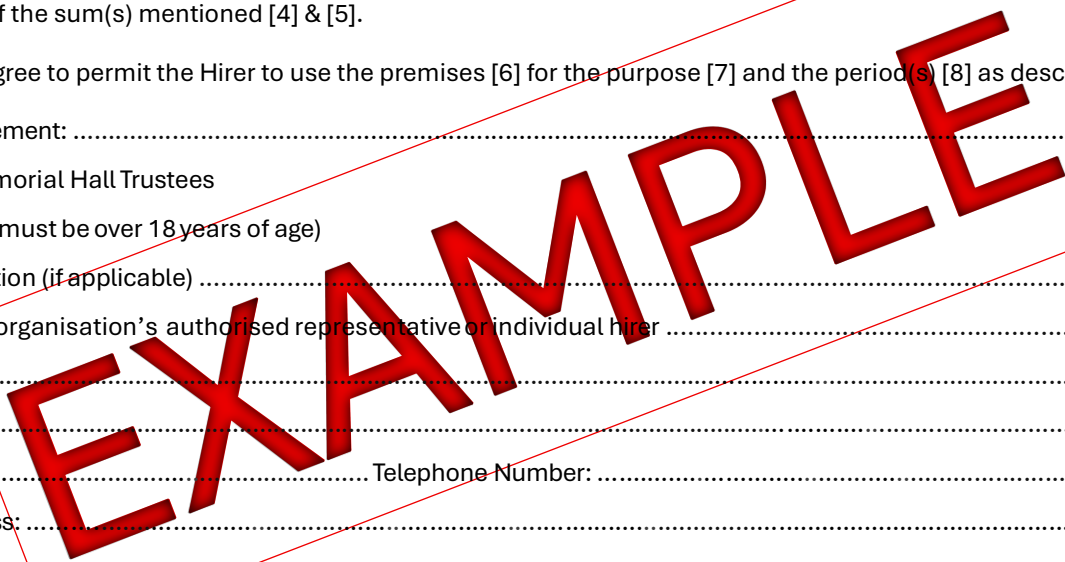 f the sum(s) mentioned [4] & [5].
gree to permit the Hirer to use the premises [6] for the purpose [7] and the period(s) [8] as desc
ement: ........................................................................
morial Hall Trustees
must be over 18 years of age)
tion (if applicable) ........................................................................
organisation’s authorised representative or individual hirer ........................................
........................................................................
........................................................................
........................................ Telephone Number: ........................................
ss: ........................................................................
EXAMPLE